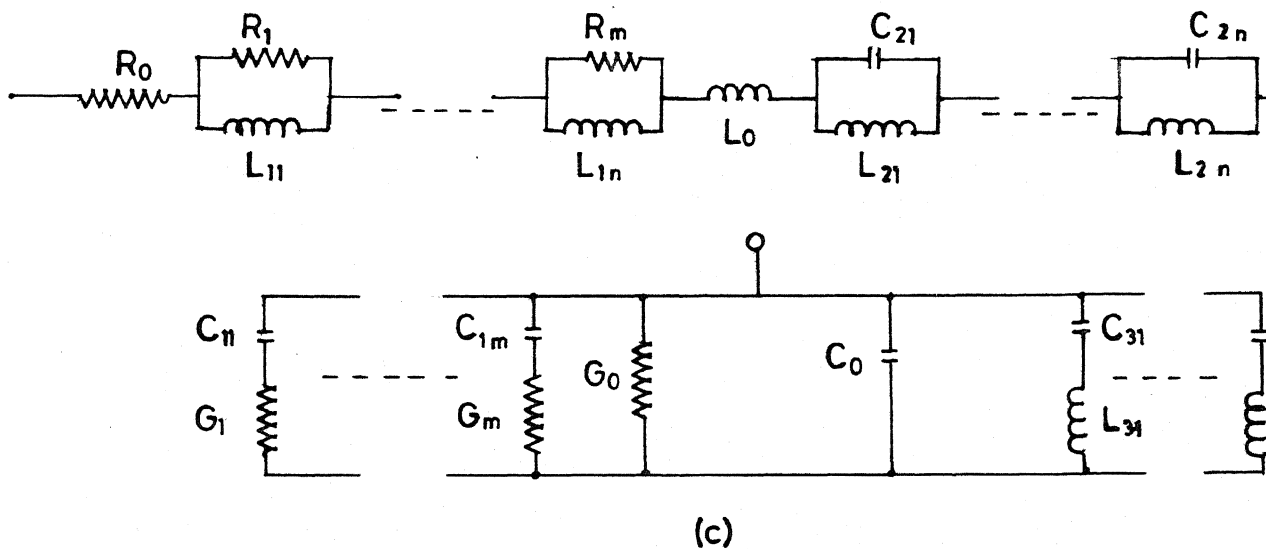 R1 Rm C21 C2n
R0
L0
L11 L1n L21 L2n
C11 C1m C0 C31
G0
G1 Gm L31
(c)